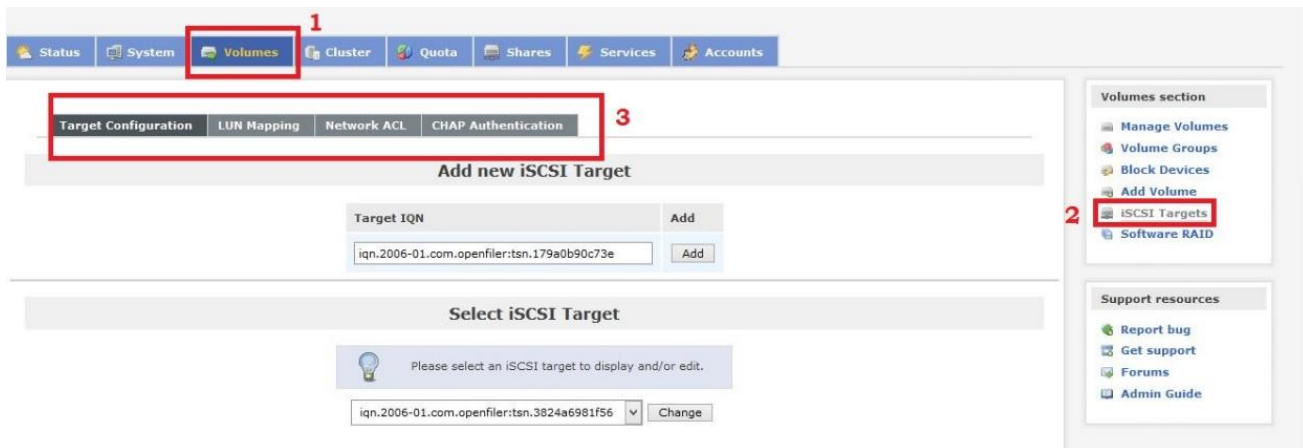 1
Status System Volumes Cluster Quota Shares Services Accounts
Target Configuration LUN Mapping Network ACL CHAP Authentication
3
Add new iSCSI Target
Target IQN Add
iqn.2006-01.com.openfiler:tsn.179a0b90c73e Add
Select iSCSI Target
Please select an iSCSI target to display and/or edit.
iqn.2006-01.com.openfiler:tsn.3824a6981f56 Change
Volumes section
Manage Volumes
Volume Groups
Block Devices
Add Volume
2 iSCSI Targets
Software RAID
Support resources
Report bug
Get support
Forums
Admin Guide